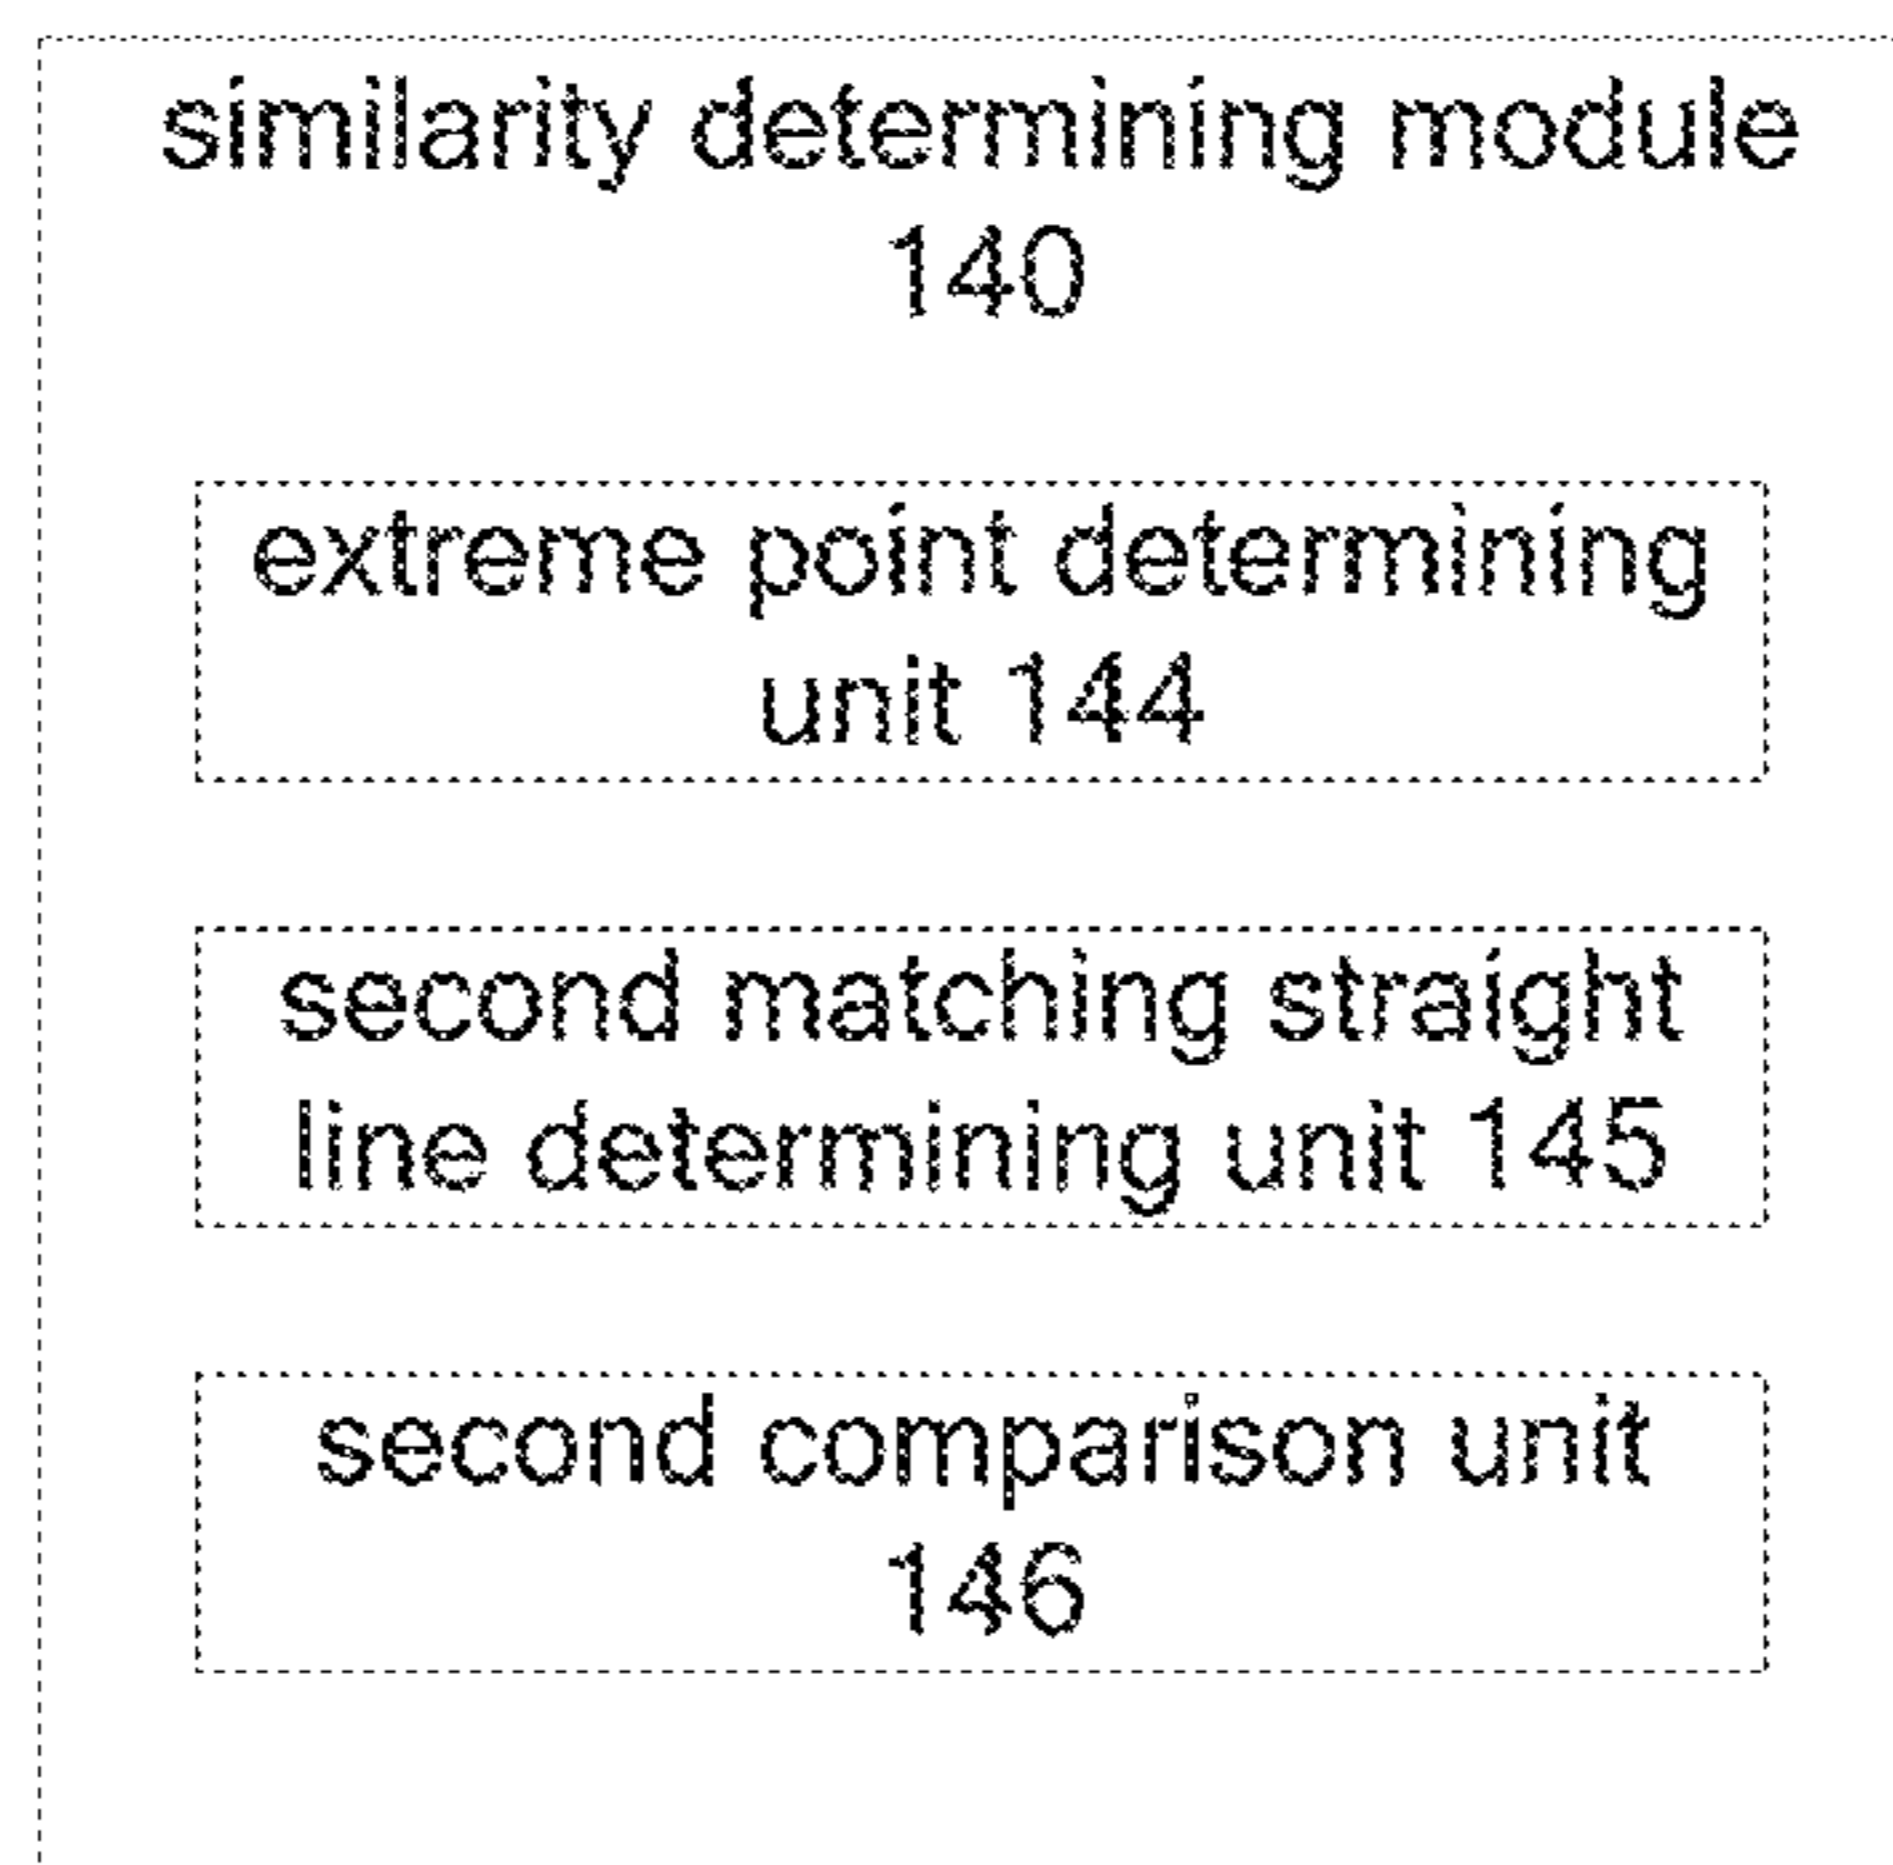 similarity determining module
140
extreme point determining
unit 144
second matching straight
line determining unit 145
second comparison unit
146